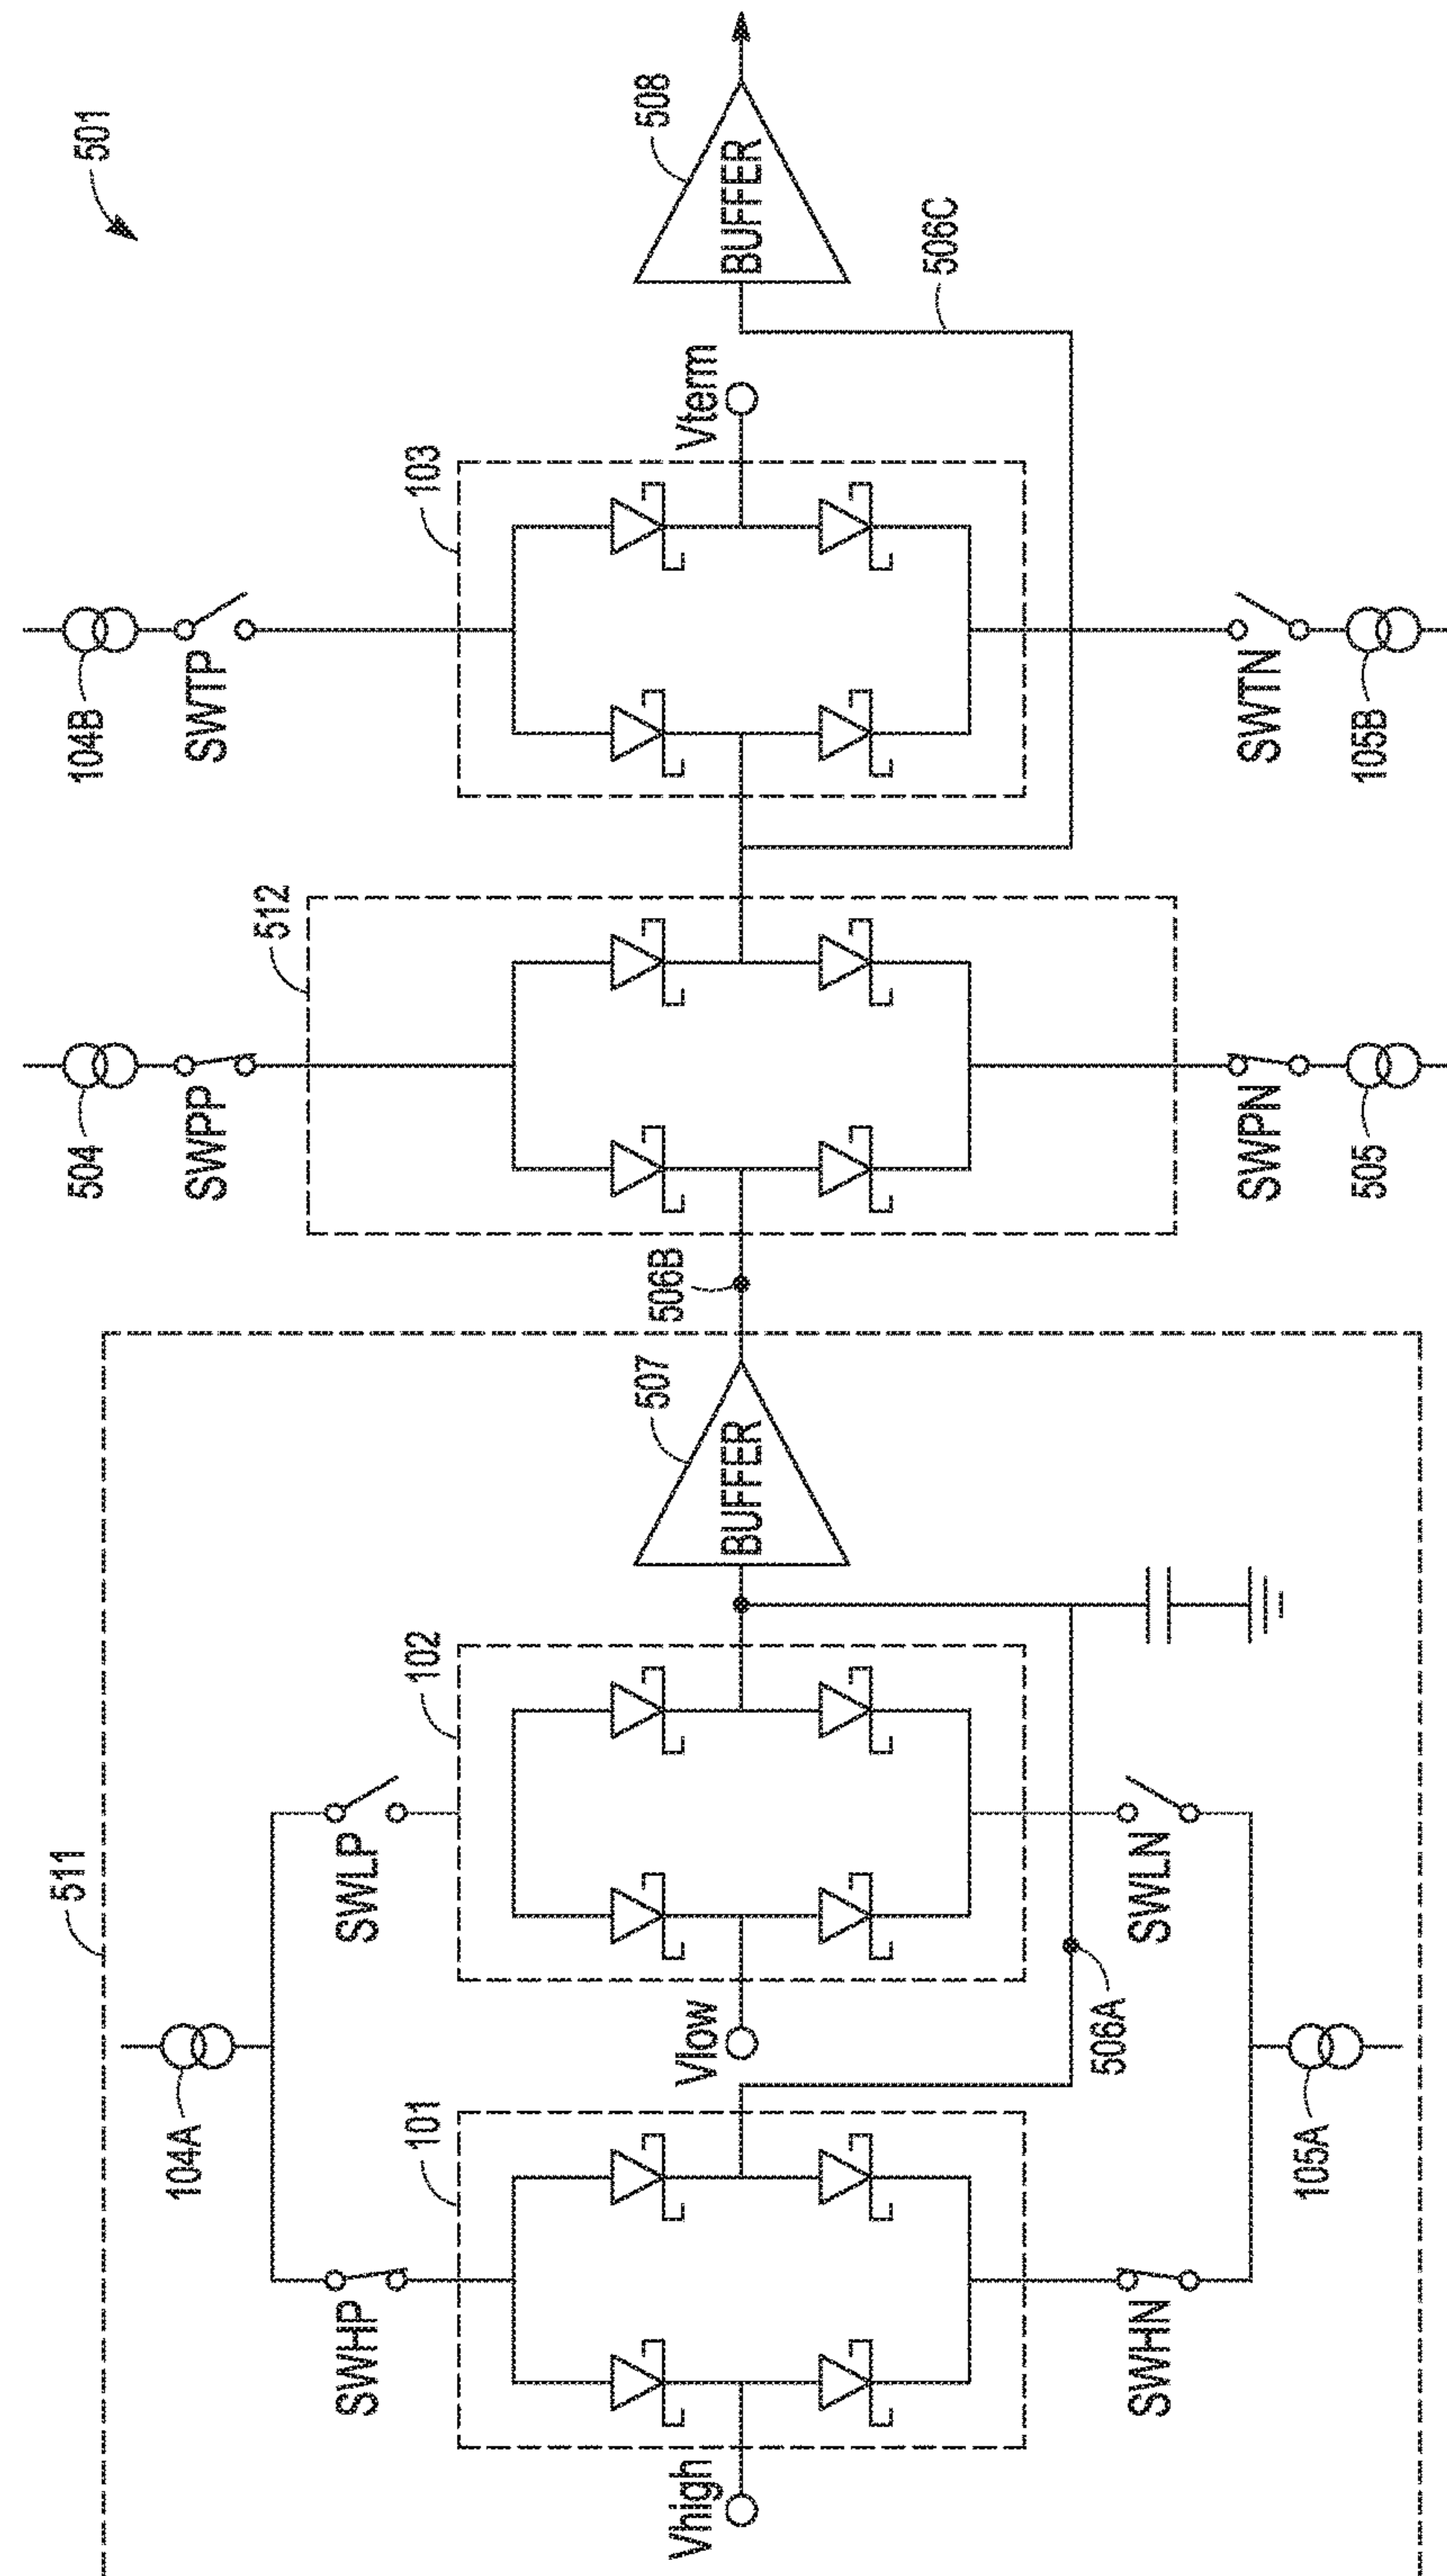 501
511
104A
SWHP
SWLP
101
102
Vhigh
Vlow
BUFFER
507
506A
SWHN
SWLN
105A
506B
504
SWPP
512
SWPN
505
104B
SWTP
103
Vterm
SWTN
105B
506C
BUFFER
508